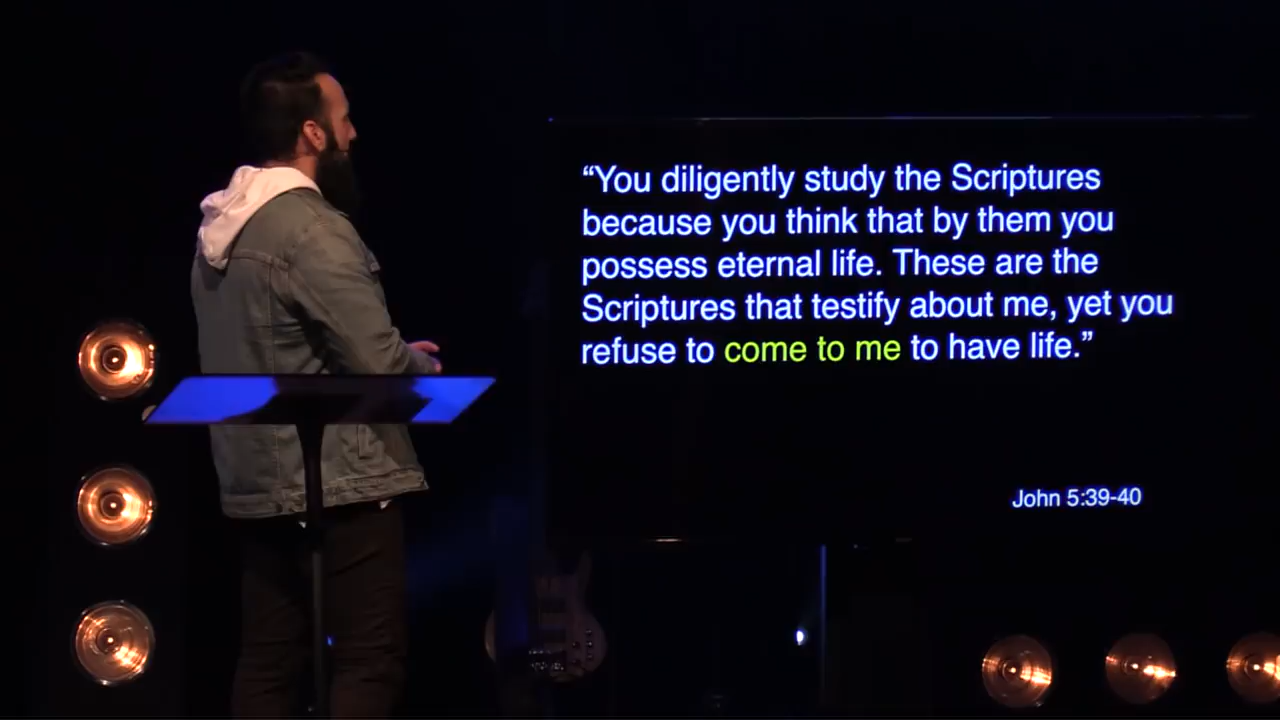 “You diligently study the Scriptures
because you think that by them you
possess eternal life. These are the
Scriptures that testify about me, yet you
refuse to come to me to have life.”
John 5:39-40